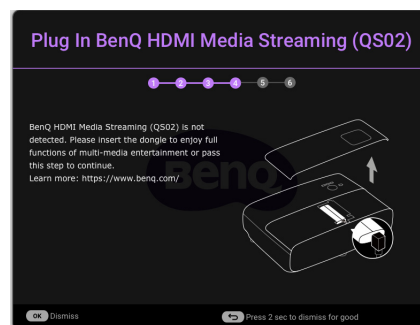 Plug In BenQ HDMI Media Streaming (QS02)
1 2 3 4 5 6
BenQ HDMI Media Streaming (QS02) is not
detected. Please insert the dongle to enjoy full
functions of multi-media entertainment or pass
this step to continue.
Learn more: https://www.benq.com/
BenQ
OK Dismiss
Press 2 sec to dismiss for good